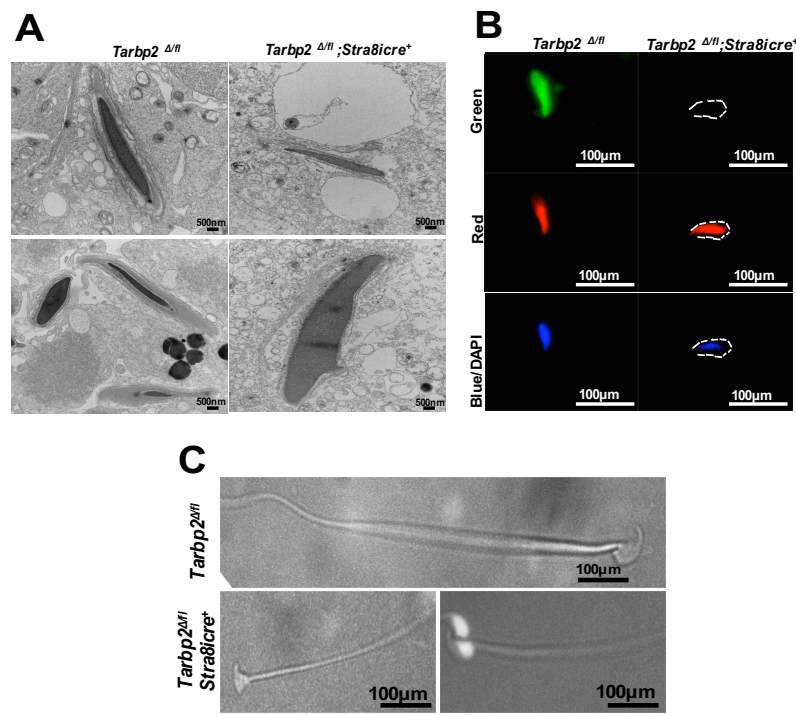 A
Tarbp2 Δ/fl
Tarbp2 Δ/fl ;Stra8icre+
500nm
500nm
500nm
500nm
B
Tarbp2 Δ/fl
Tarbp2 Δ/fl;Stra8icre+
Green
100μm
100μm
Red
100μm
100μm
Blue/DAPI
100μm
100μm
C
Tarbp2Δ/fl
100μm
Tarbp2Δ/fl
Stra8icre+
100μm
100μm